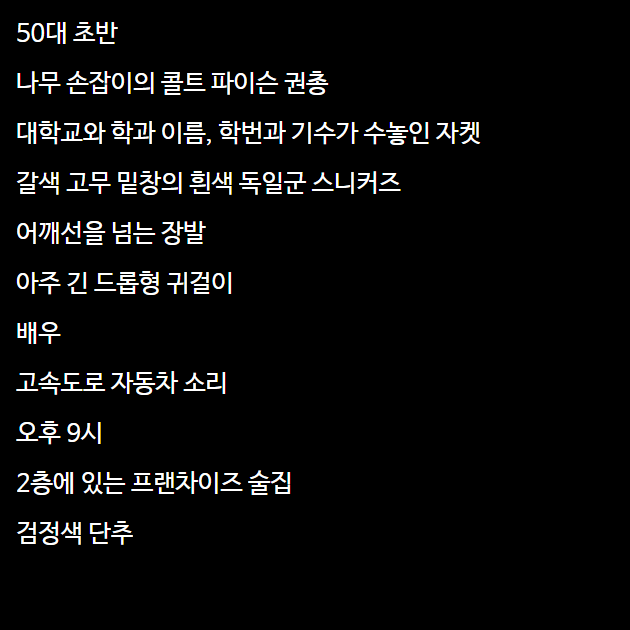 50대 초반
나무 손잡이의 콜트 파이슨 권총
대학교와 학과 이름, 학번과 기수가 수놓인 자켓
갈색 고무 밑창의 흰색 독일군 스니커즈
어깨선을 넘는 장발
아주 긴 드롭형 귀걸이
배우
고속도로 자동차 소리
오후 9시
2층에 있는 프랜차이즈 술집
검정색 단추